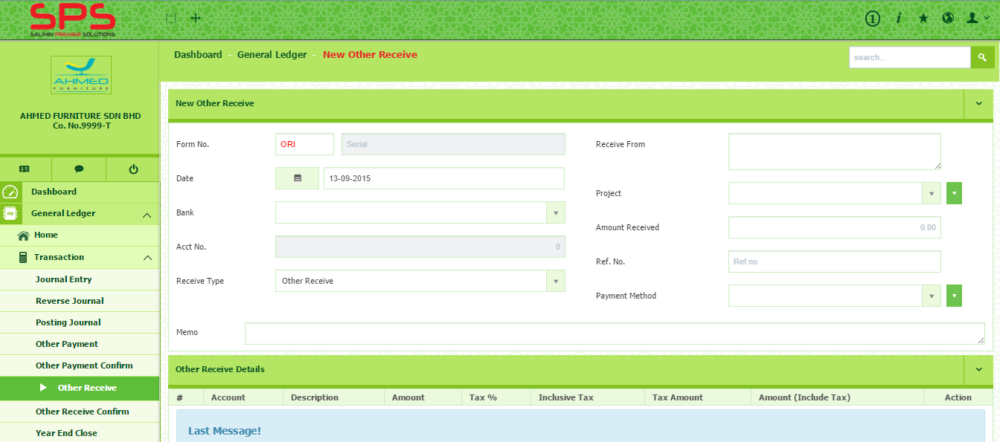 SPS
SALIHIN PREMIER SOLUTIONS
1
i
AHMED
FURNITURE
AHMED FURNITURE SDN BHD
Co. No.9999-T
Dashboard
General Ledger
Home
Transaction
Journal Entry
Reverse Journal
Posting Journal
Other Payment
Other Payment Confirm
Other Receive
Other Receive Confirm
Year End Close
Dashboard - General Ledger - New Other Receive
search...
New Other Receive
Form No. ORI Serial
Date 13-09-2015
Bank
Acct No. 0
Receive Type Other Receive
Receive From
Project
Amount Received 0.00
Ref. No. Ref no
Payment Method
Memo
Other Receive Details
# Account Description Amount Tax % Inclusive Tax Tax Amount Amount (Include Tax) Action
Last Message!